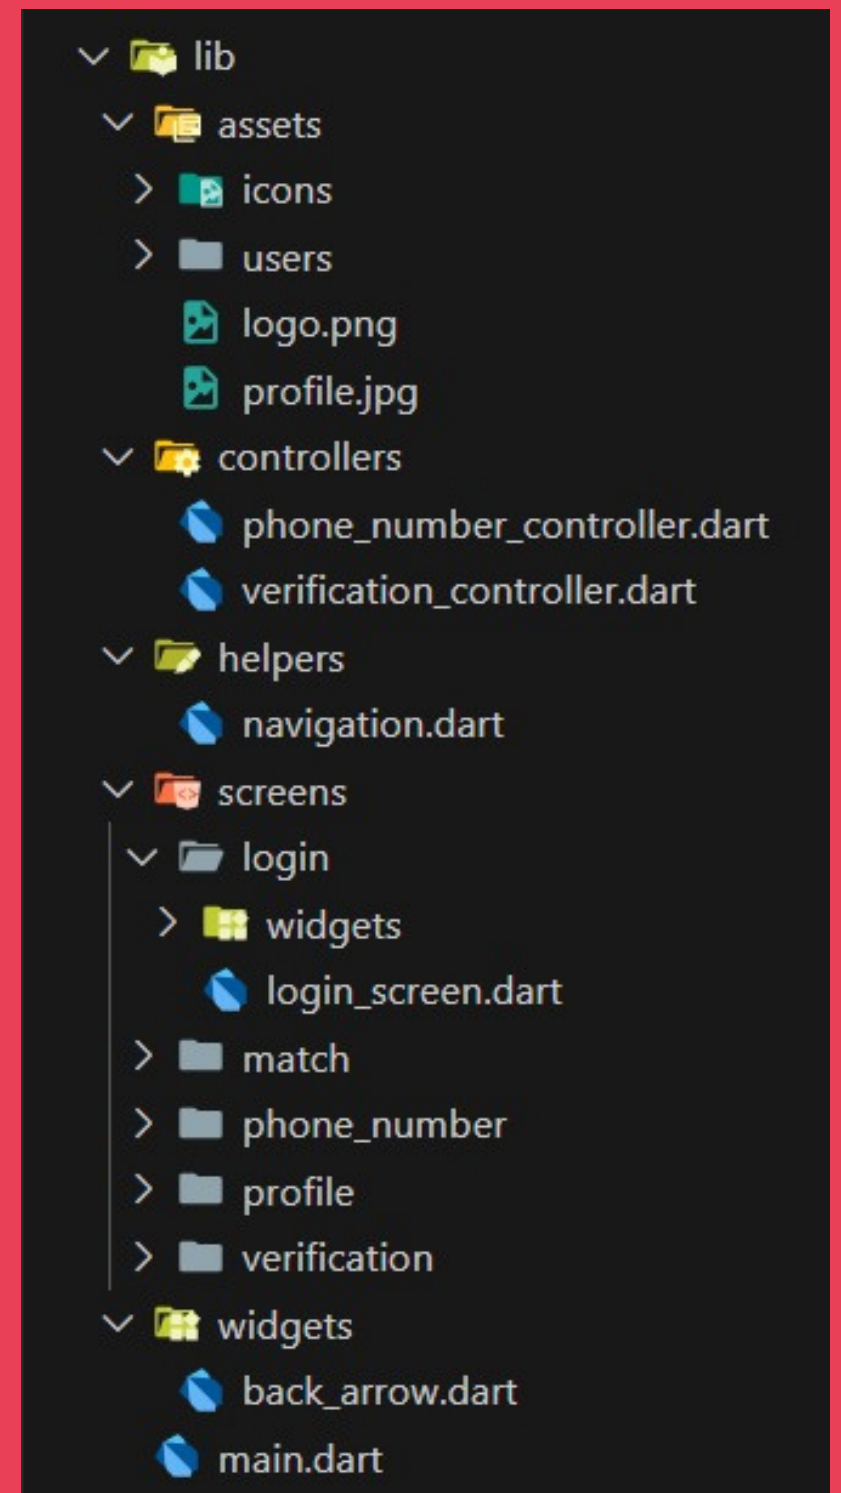 lib
assets
icons
users
logo.png
profile.jpg
controllers
phone_number_controller.dart
verification_controller.dart
helpers
navigation.dart
screens
login
widgets
login_screen.dart
match
phone_number
profile
verification
widgets
back_arrow.dart
main.dart